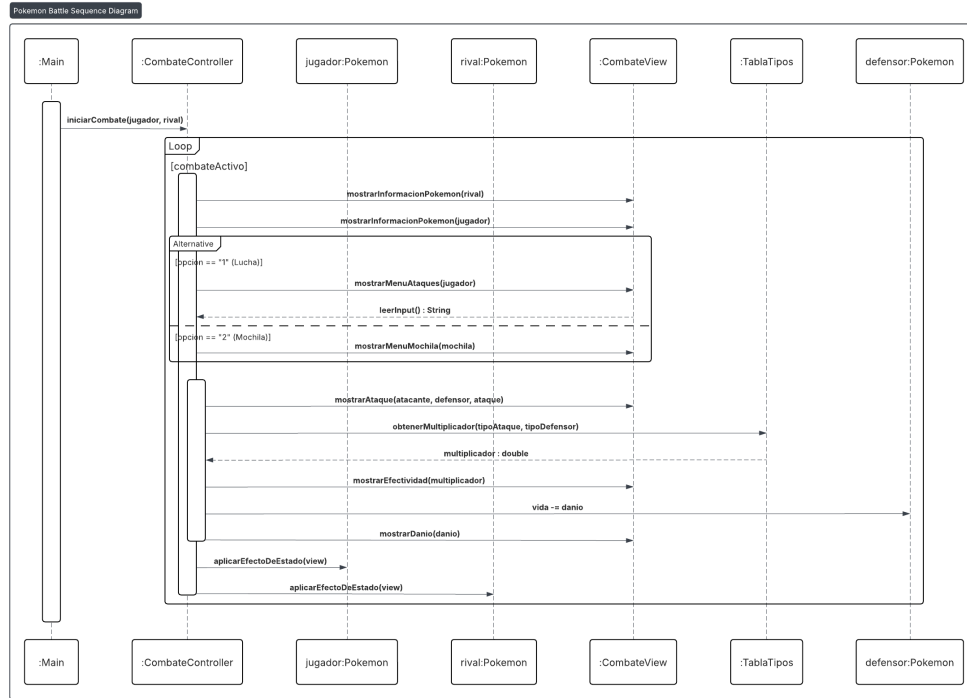 Pokemon Battle Sequence Diagram
:Main
:CombateController
jugador:Pokemon
rival:Pokemon
:CombateView
:TablaTipos
defensor:Pokemon
iniciarCombate(jugador, rival)
Loop
[combateActivo]
mostrarInformacionPokemon(rival)
mostrarInformacionPokemon(jugador)
Alternative
[opcion == "1" (Lucha)]
mostrarMenuAtaques(jugador)
leerInput() : String
[opcion == "2" (Mochila)]
mostrarMenuMochila(mochila)
mostrarAtaque(atacante, defensor, ataque)
obtenerMultiplicador(tipoAtaque, tipoDefensor)
multiplicador : double
mostrarEfectividad(multiplicador)
vida -= danio
mostrarDanio(danio)
aplicarEfectoDeEstado(view)
aplicarEfectoDeEstado(view)
:Main
:CombateController
jugador:Pokemon
rival:Pokemon
:CombateView
:TablaTipos
defensor:Pokemon